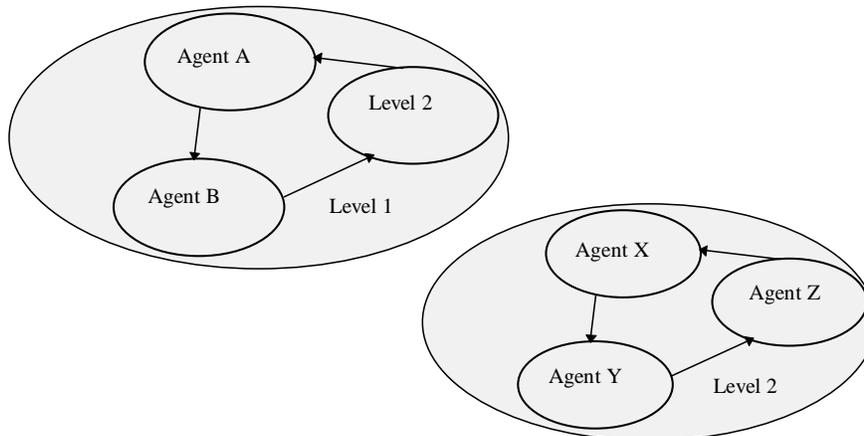 Agent A
Level 2
Agent B
Level 1
Agent X
Agent Z
Agent Y
Level 2